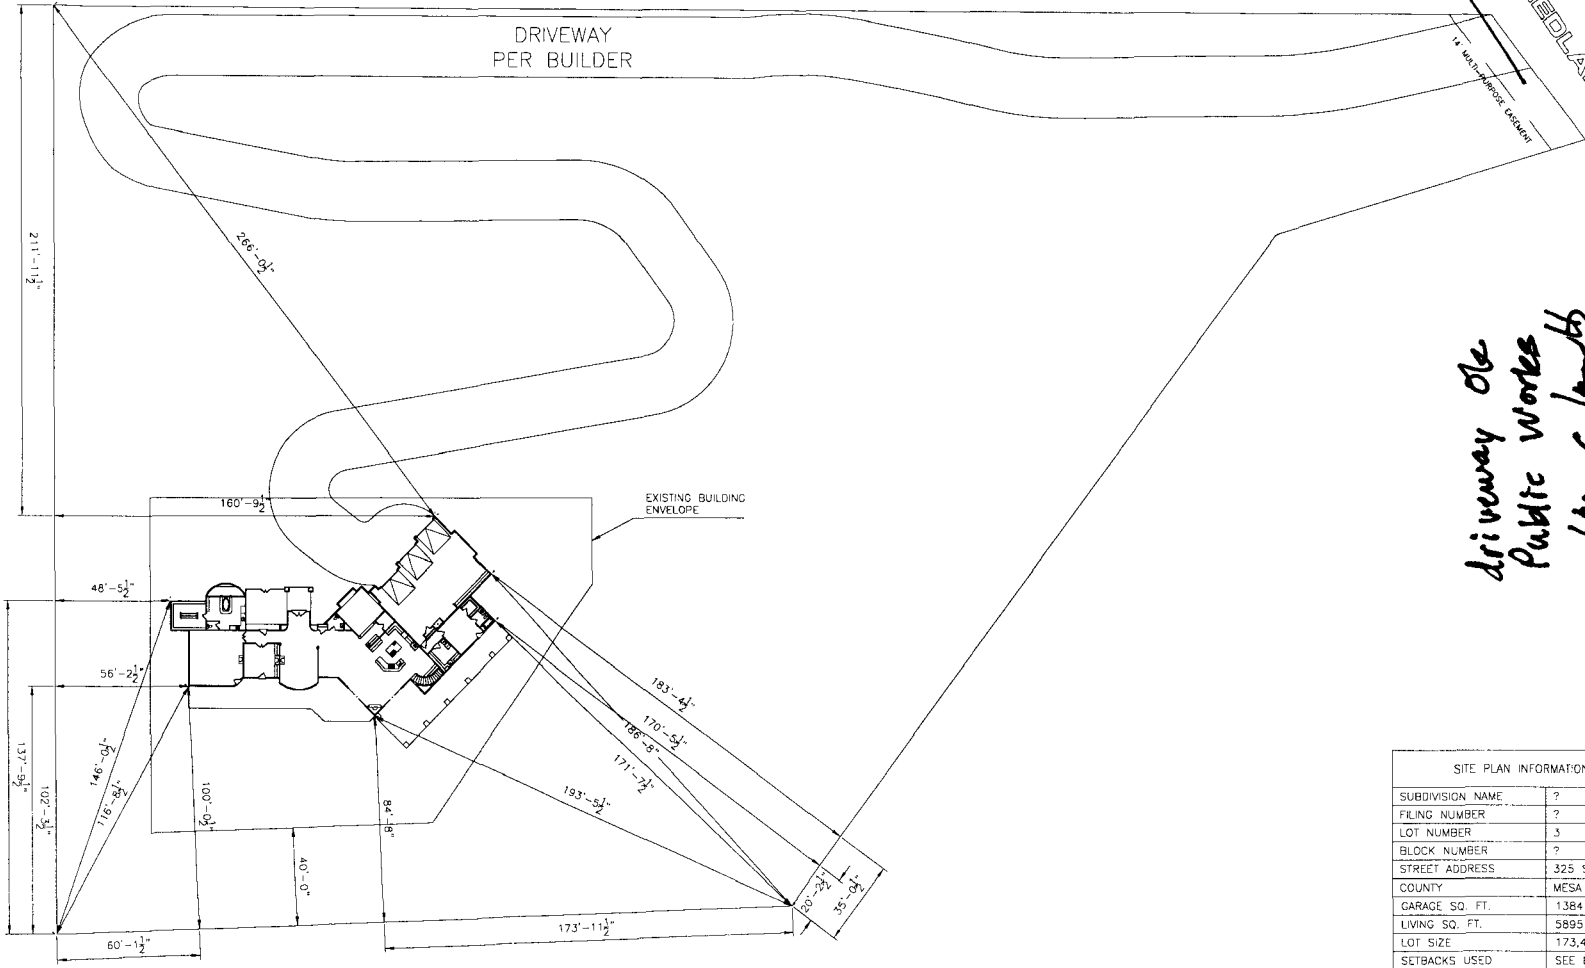 DRIVEWAY
PER BUILDER
14' MULTI-PURPOSE EASEMENT
211'-11½"
266'-0½"
driveway ok
Public Works
160'-9½"
EXISTING BUILDING
ENVELOPE
48'-5½"
56'-2½"
183'-4½"
170'-5½"
186'-8"
171'-7½"
193'-5½"
146'-0½"
116'-8½"
137'-9½"
102'-3½"
100'-0½"
84'-8"
40'-0"
20'-2½"
35'-0½"
173'-11½"
60'-1½"
SITE PLAN INFORMATION
SUBDIVISION NAME ?
FILING NUMBER ?
LOT NUMBER 3
BLOCK NUMBER ?
STREET ADDRESS 325 S
COUNTY MESA
GARAGE SQ. FT. 1384
LIVING SQ. FT. 5895
LOT SIZE 173,4
SETBACKS USED SEE